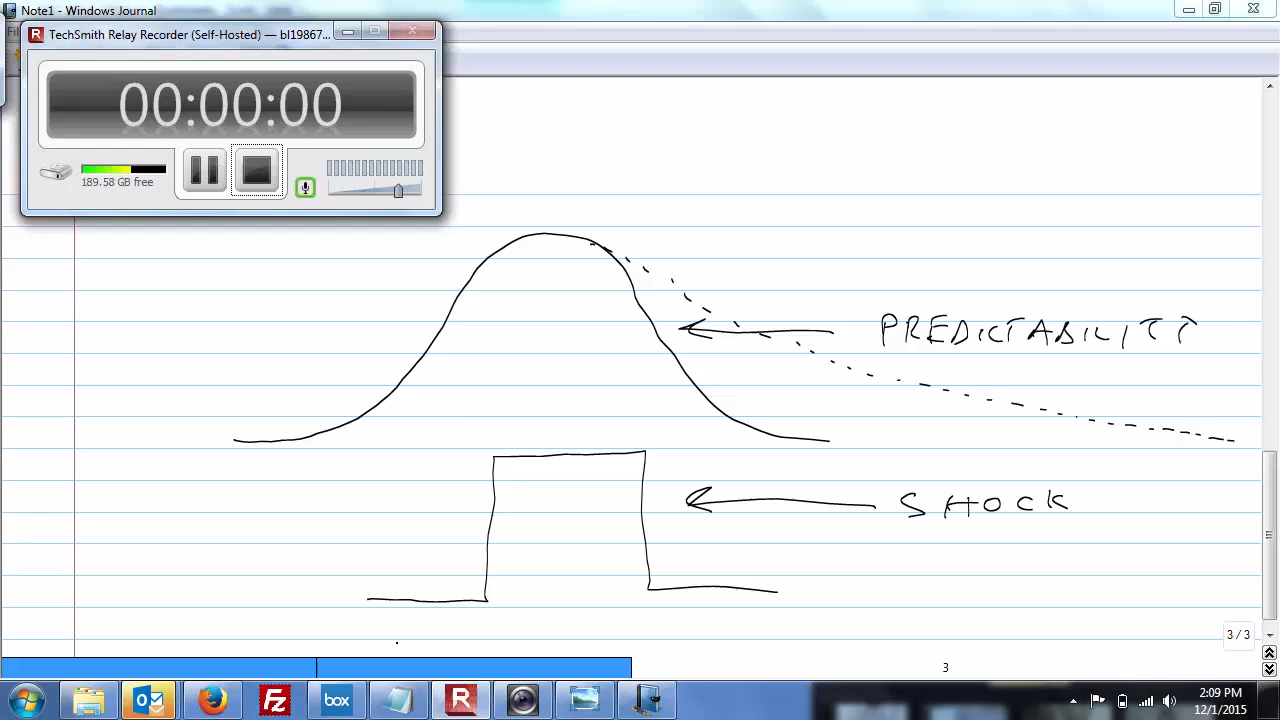 Note1 - Windows Journal
TechSmith Relay Recorder (Self-Hosted) — bl19867...
00:00:00
189.58 GB free
PREDICTABILITY
SHOCK
3 / 3
3
box
2:09 PM
12/1/2015